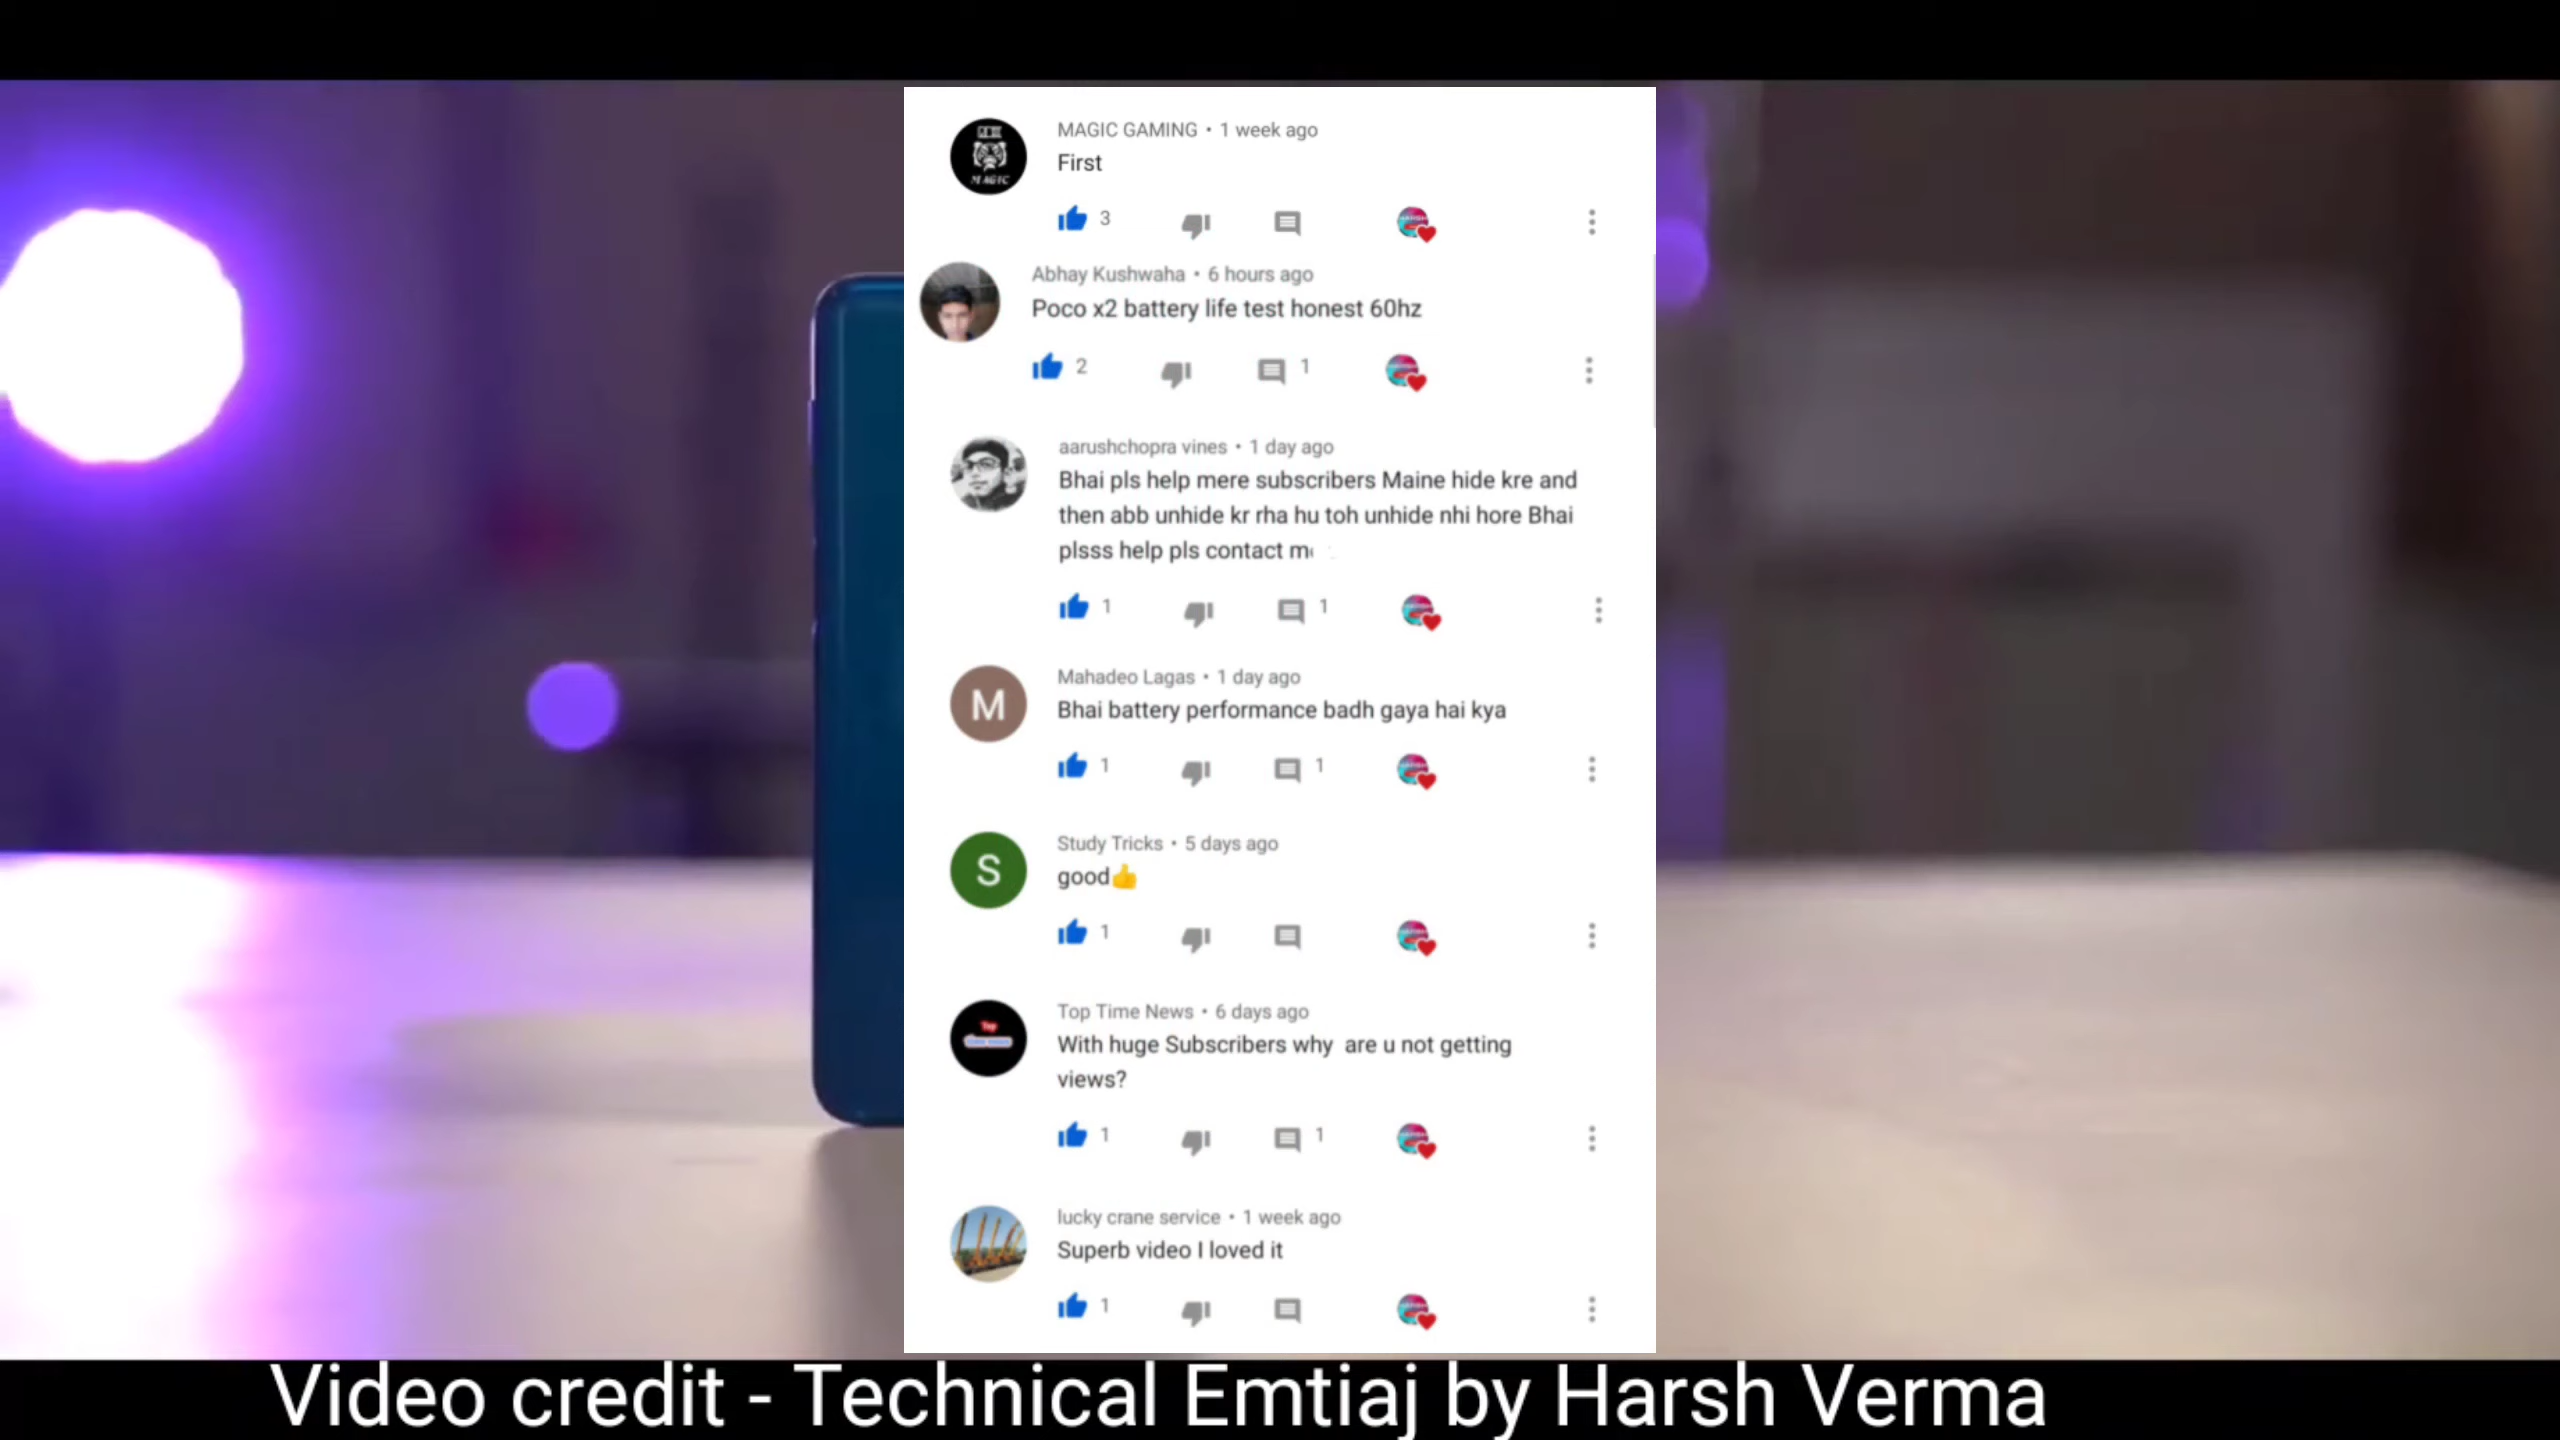 MAGIC GAMING • 1 week ago
First
3
MAGIC
Abhay Kushwaha • 6 hours ago
Poco x2 battery life test honest 60hz
2 1
aarushchopra vines • 1 day ago
Bhai pls help mere subscribers Maine hide kre and
then abb unhide kr rha hu toh unhide nhi hore Bhai
plsss help pls contact
1 1
M
Mahadeo Lagas • 1 day ago
Bhai battery performance badh gaya hai kya
1 1
S
Study Tricks • 5 days ago
good👍
1
Top Time News • 6 days ago
With huge Subscribers why are u not getting
views?
1 1
lucky crane service • 1 week ago
Superb video I loved it
1
Video credit - Technical Emtiaj by Harsh Verma